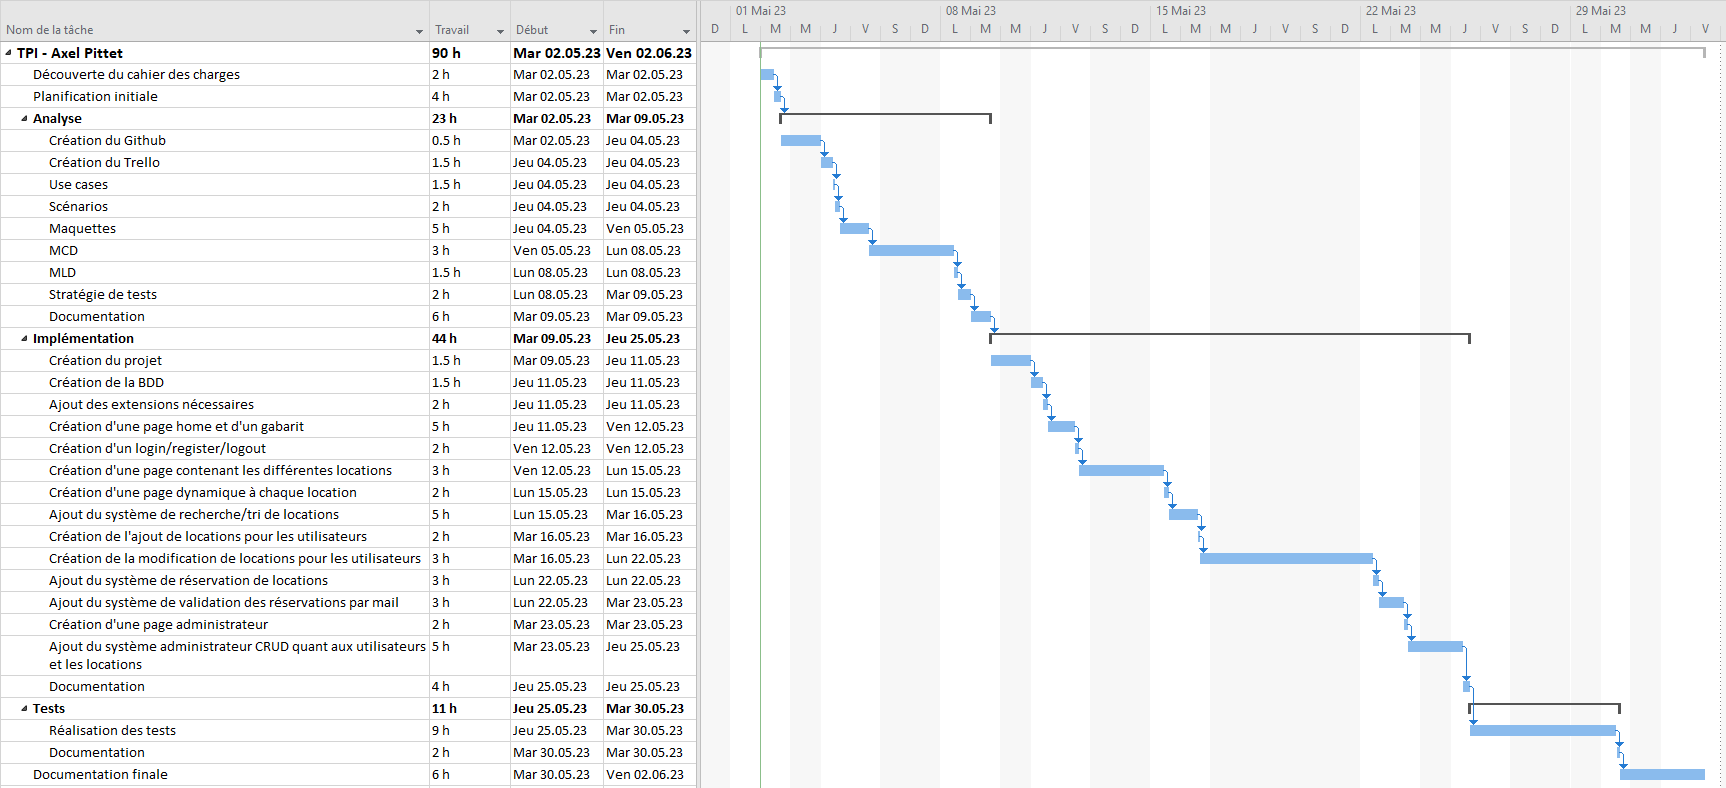 01 Mai 23 08 Mai 23 15 Mai 23 22 Mai 23 29 Mai 23
Nom de la tâche Travail Début Fin D L M M J V S D L M M J V S D L M M J V S D L M M J V S D L M M J V
TPI - Axel Pittet 90 h Mar 02.05.23 Ven 02.06.23
Découverte du cahier des charges 2 h Mar 02.05.23 Mar 02.05.23
Planification initiale 4 h Mar 02.05.23 Mar 02.05.23
Analyse 23 h Mar 02.05.23 Mar 09.05.23
Création du Github 0.5 h Mar 02.05.23 Jeu 04.05.23
Création du Trello 1.5 h Jeu 04.05.23 Jeu 04.05.23
Use cases 1.5 h Jeu 04.05.23 Jeu 04.05.23
Scénarios 2 h Jeu 04.05.23 Jeu 04.05.23
Maquettes 5 h Jeu 04.05.23 Ven 05.05.23
MCD 3 h Ven 05.05.23 Lun 08.05.23
MLD 1.5 h Lun 08.05.23 Lun 08.05.23
Stratégie de tests 2 h Lun 08.05.23 Mar 09.05.23
Documentation 6 h Mar 09.05.23 Mar 09.05.23
Implémentation 44 h Mar 09.05.23 Jeu 25.05.23
Création du projet 1.5 h Mar 09.05.23 Jeu 11.05.23
Création de la BDD 1.5 h Jeu 11.05.23 Jeu 11.05.23
Ajout des extensions nécessaires 2 h Jeu 11.05.23 Jeu 11.05.23
Création d'une page home et d'un gabarit 5 h Jeu 11.05.23 Ven 12.05.23
Création d'un login/register/logout 2 h Ven 12.05.23 Ven 12.05.23
Création d'une page contenant les différentes locations 3 h Ven 12.05.23 Lun 15.05.23
Création d'une page dynamique à chaque location 2 h Lun 15.05.23 Lun 15.05.23
Ajout du système de recherche/tri de locations 5 h Lun 15.05.23 Mar 16.05.23
Création de l'ajout de locations pour les utilisateurs 2 h Mar 16.05.23 Mar 16.05.23
Création de la modification de locations pour les utilisateurs 3 h Mar 16.05.23 Lun 22.05.23
Ajout du système de réservation de locations 3 h Lun 22.05.23 Lun 22.05.23
Ajout du système de validation des réservations par mail 3 h Lun 22.05.23 Mar 23.05.23
Création d'une page administrateur 2 h Mar 23.05.23 Mar 23.05.23
Ajout du système administrateur CRUD quant aux utilisateurs 5 h Mar 23.05.23 Jeu 25.05.23
et les locations
Documentation 4 h Jeu 25.05.23 Jeu 25.05.23
Tests 11 h Jeu 25.05.23 Mar 30.05.23
Réalisation des tests 9 h Jeu 25.05.23 Mar 30.05.23
Documentation 2 h Mar 30.05.23 Mar 30.05.23
Documentation finale 6 h Mar 30.05.23 Ven 02.06.23